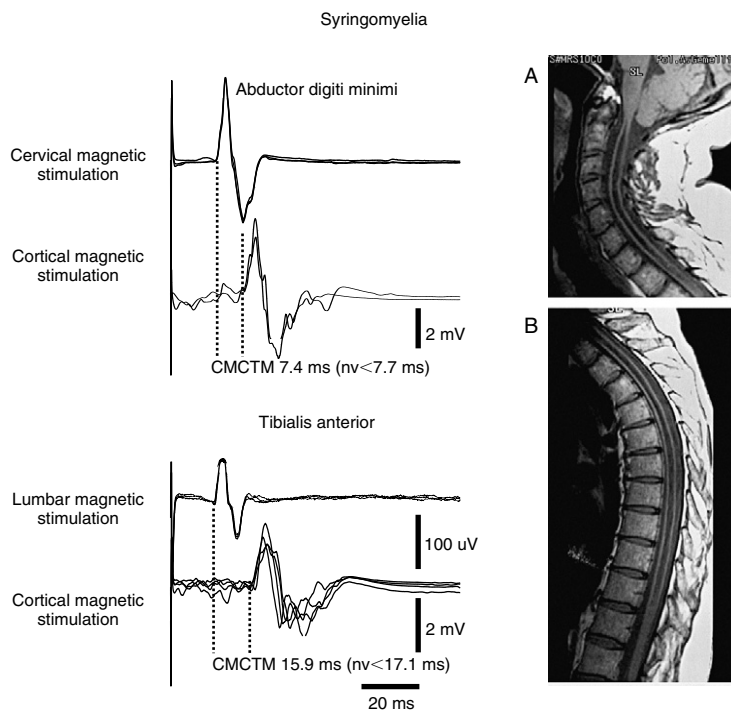 Syringomyelia
Abductor digiti minimi
Cervical magnetic
stimulation
Cortical magnetic
stimulation
2 mV
CMCTM 7.4 ms (nv<7.7 ms)
Tibialis anterior
Lumbar magnetic
stimulation
100 uV
Cortical magnetic
stimulation
2 mV
CMCTM 15.9 ms (nv<17.1 ms)
20 ms
A
SL
B